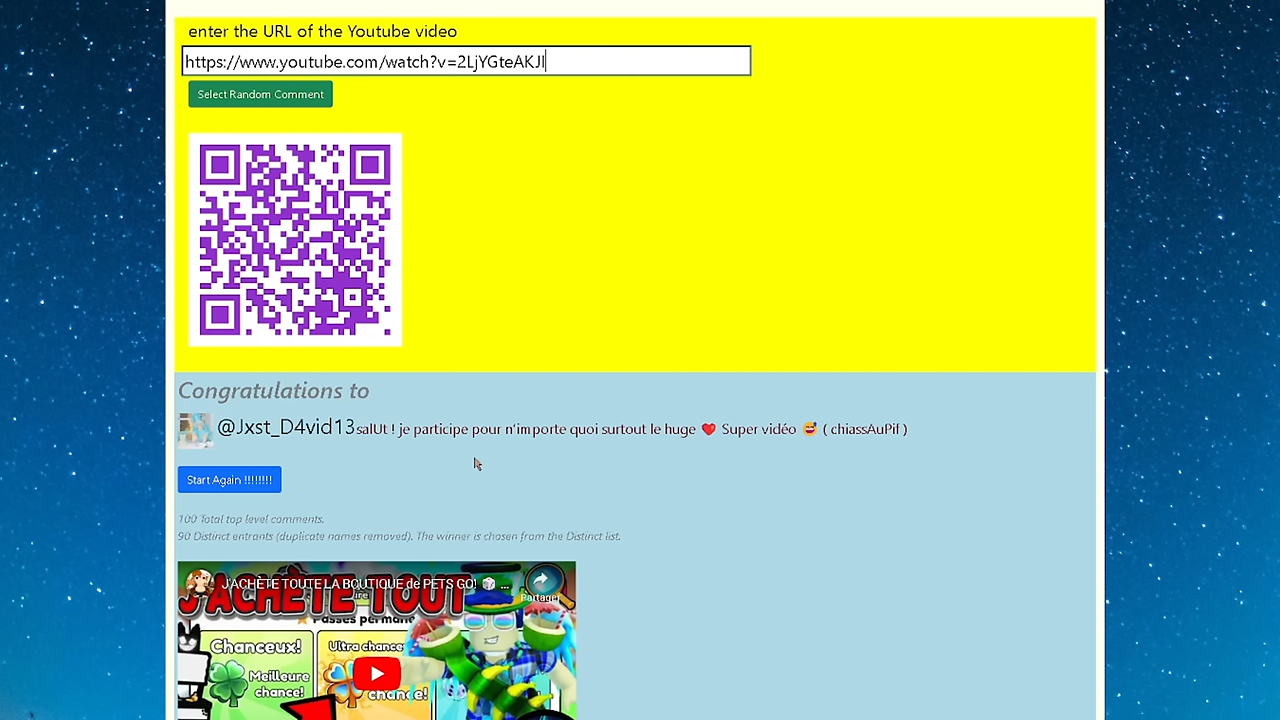 enter the URL of the Youtube video
https://www.youtube.com/watch?v=2LjYGteAKJI
Select Random Comment
Congratulations to
@Jxst_D4vid13 salUt ! je participe pour n'importe quoi surtout le huge ❤️ Super vidéo 😅 ( chiassAuPif )
Start Again !!!!!!!!
100 Total top level comments.
90 Distinct entrants (duplicate names removed). The winner is chosen from the Distinct list.
J'ACHÈTE TOUTE LA BOUTIQUE de PETS GO! 🎲 ...
Partager
J'ACHÈTE TOUT
Chanceux!
Meilleure
chance!
Ultra chance
chance!